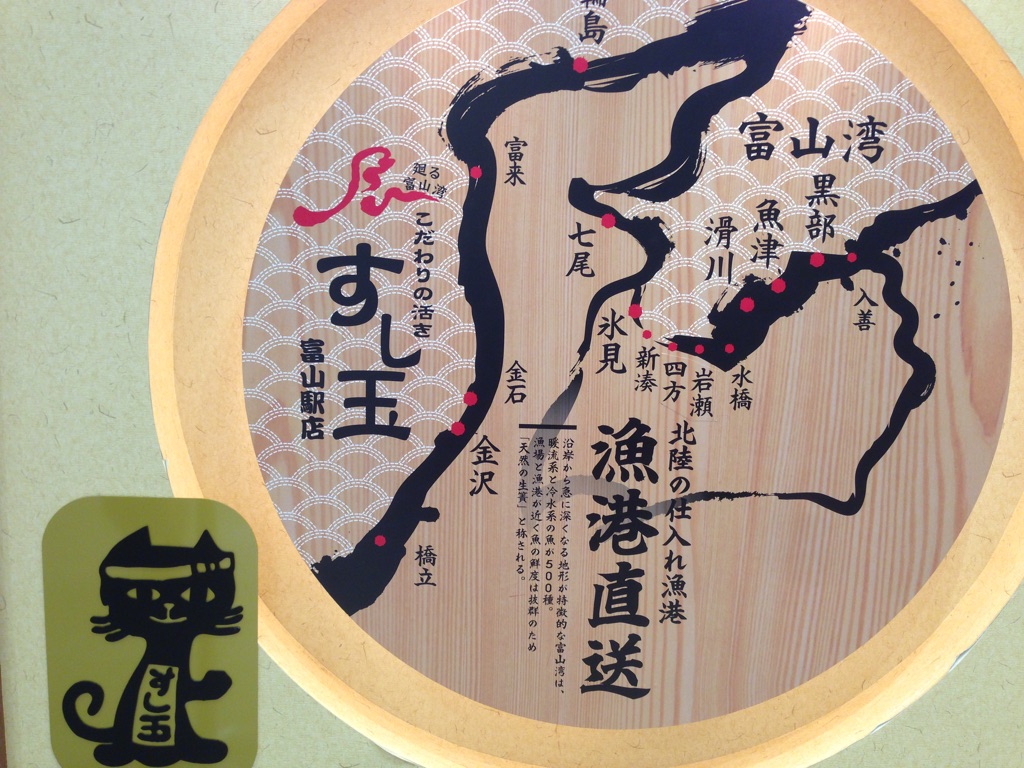 輪島
富山湾
黒部
魚津
滑川
入善
富来
七尾
氷見
新湊
四方
岩瀬
水橋
金石
金沢
橋立
廻る
富山湾
こだわりの活き
すし玉
富山駅店
北陸の仕入れ漁港
漁港直送
沿岸から急に深くなる地形が特徴的な富山湾は、
暖流系と冷水系の魚が500種。
漁場と漁港が近く魚の鮮度は抜群のため
「天然の生簀」と称される。
すし玉